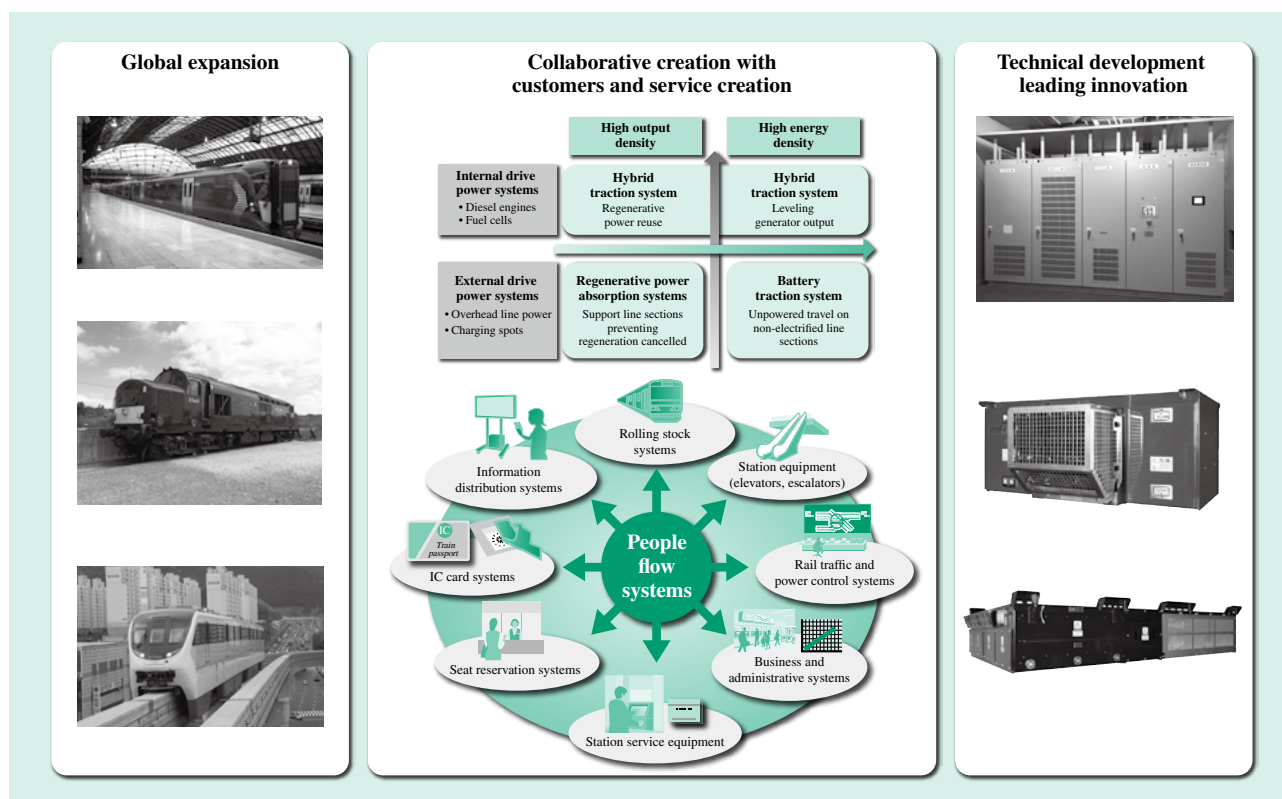 Global expansion
Collaborative creation with
customers and service creation
High output
density
High energy
density
Internal drive
power systems
• Diesel engines
• Fuel cells
Hybrid
traction system
Regenerative
power reuse
Hybrid
traction system
Leveling
generator output
External drive
power systems
• Overhead line power
• Charging spots
Regenerative power
absorption systems
Support line sections
preventing
regeneration cancelled
Battery
traction system
Unpowered travel on
non-electrified line
sections
Rolling stock
systems
Information
distribution systems
Station equipment
(elevators, escalators)
IC
Train
passport
IC card systems
People
flow
systems
Rail traffic and
power control systems
Seat reservation systems
Business and
administrative systems
Station service equipment
Technical development
leading innovation